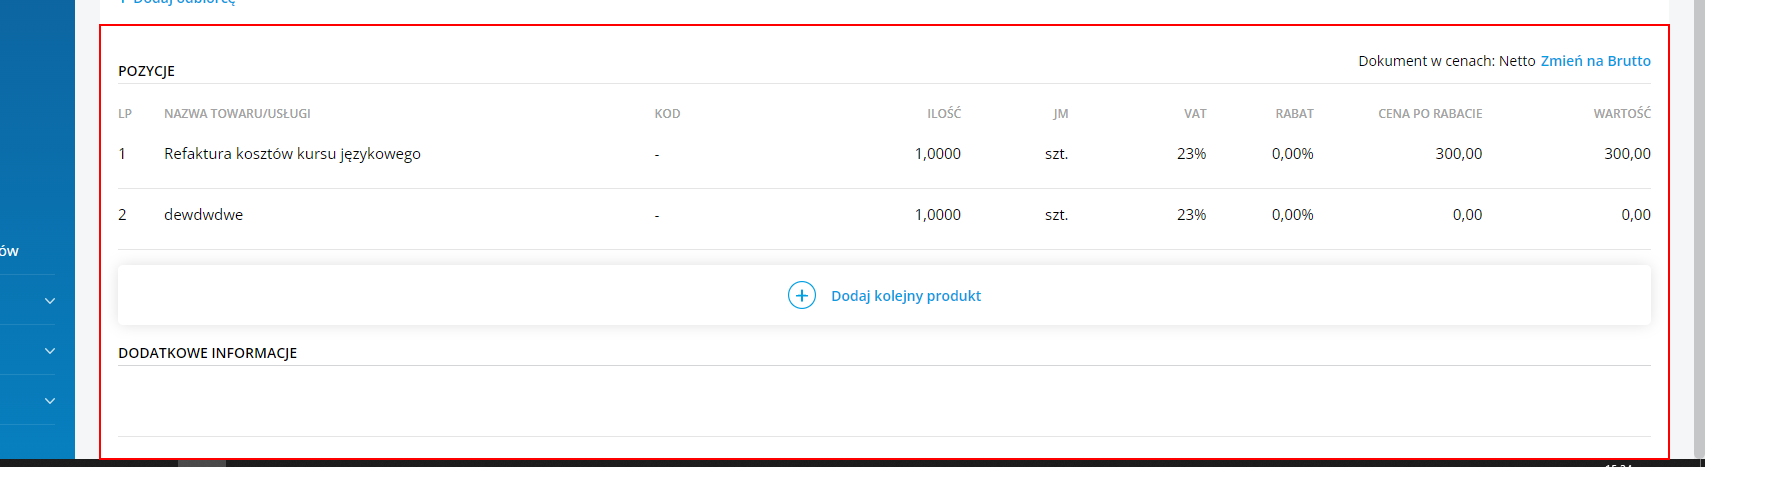 + Dodaj odbiorcę
Dokument w cenach: Netto Zmień na Brutto
POZYCJE
LP NAZWA TOWARU/USŁUGI KOD ILOŚĆ JM VAT RABAT CENA PO RABACIE WARTOŚĆ
1 Refaktura kosztów kursu językowego - 1,0000 szt. 23% 0,00% 300,00 300,00
2 dewdwdwe - 1,0000 szt. 23% 0,00% 0,00 0,00
ów
Dodaj kolejny produkt
DODATKOWE INFORMACJE